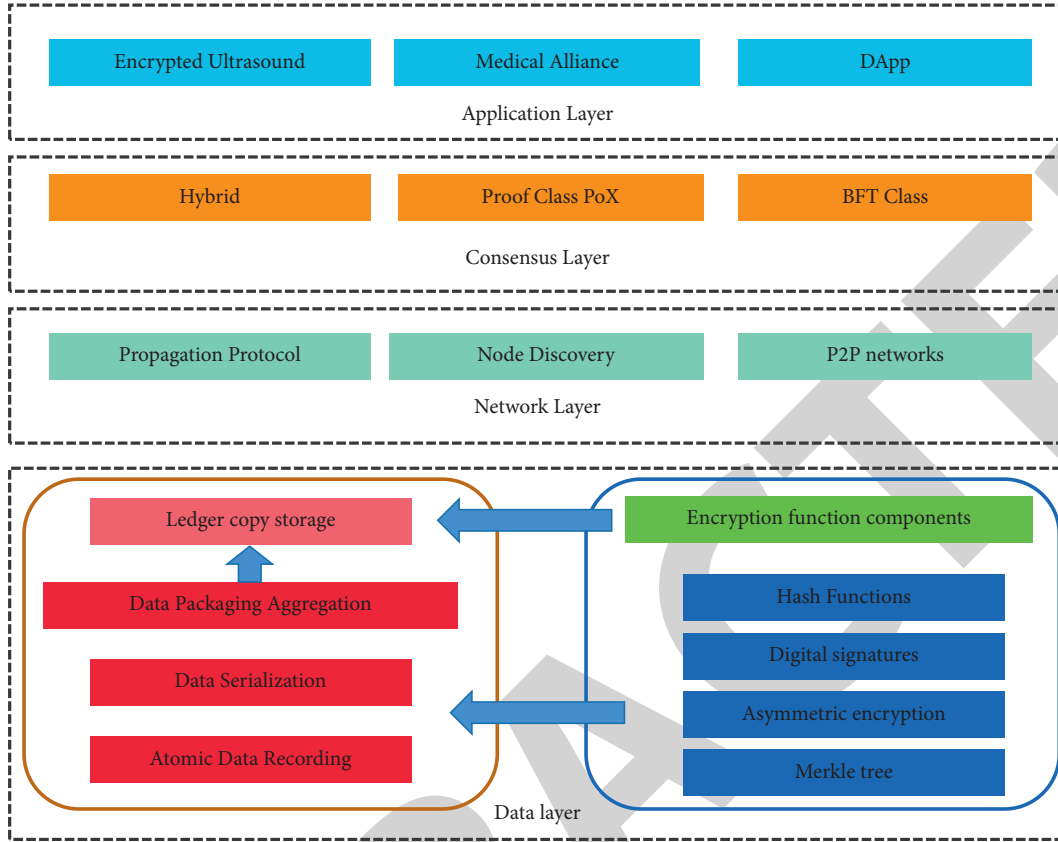 Encrypted Ultrasound
Medical Alliance
DApp
Application Layer
Hybrid
Proof Class PoX
BFT Class
Consensus Layer
Propagation Protocol
Node Discovery
P2P networks
Network Layer
Ledger copy storage
Data Packaging Aggregation
Data Serialization
Atomic Data Recording
Encryption function components
Hash Functions
Digital signatures
Asymmetric encryption
Merkle tree
Data layer